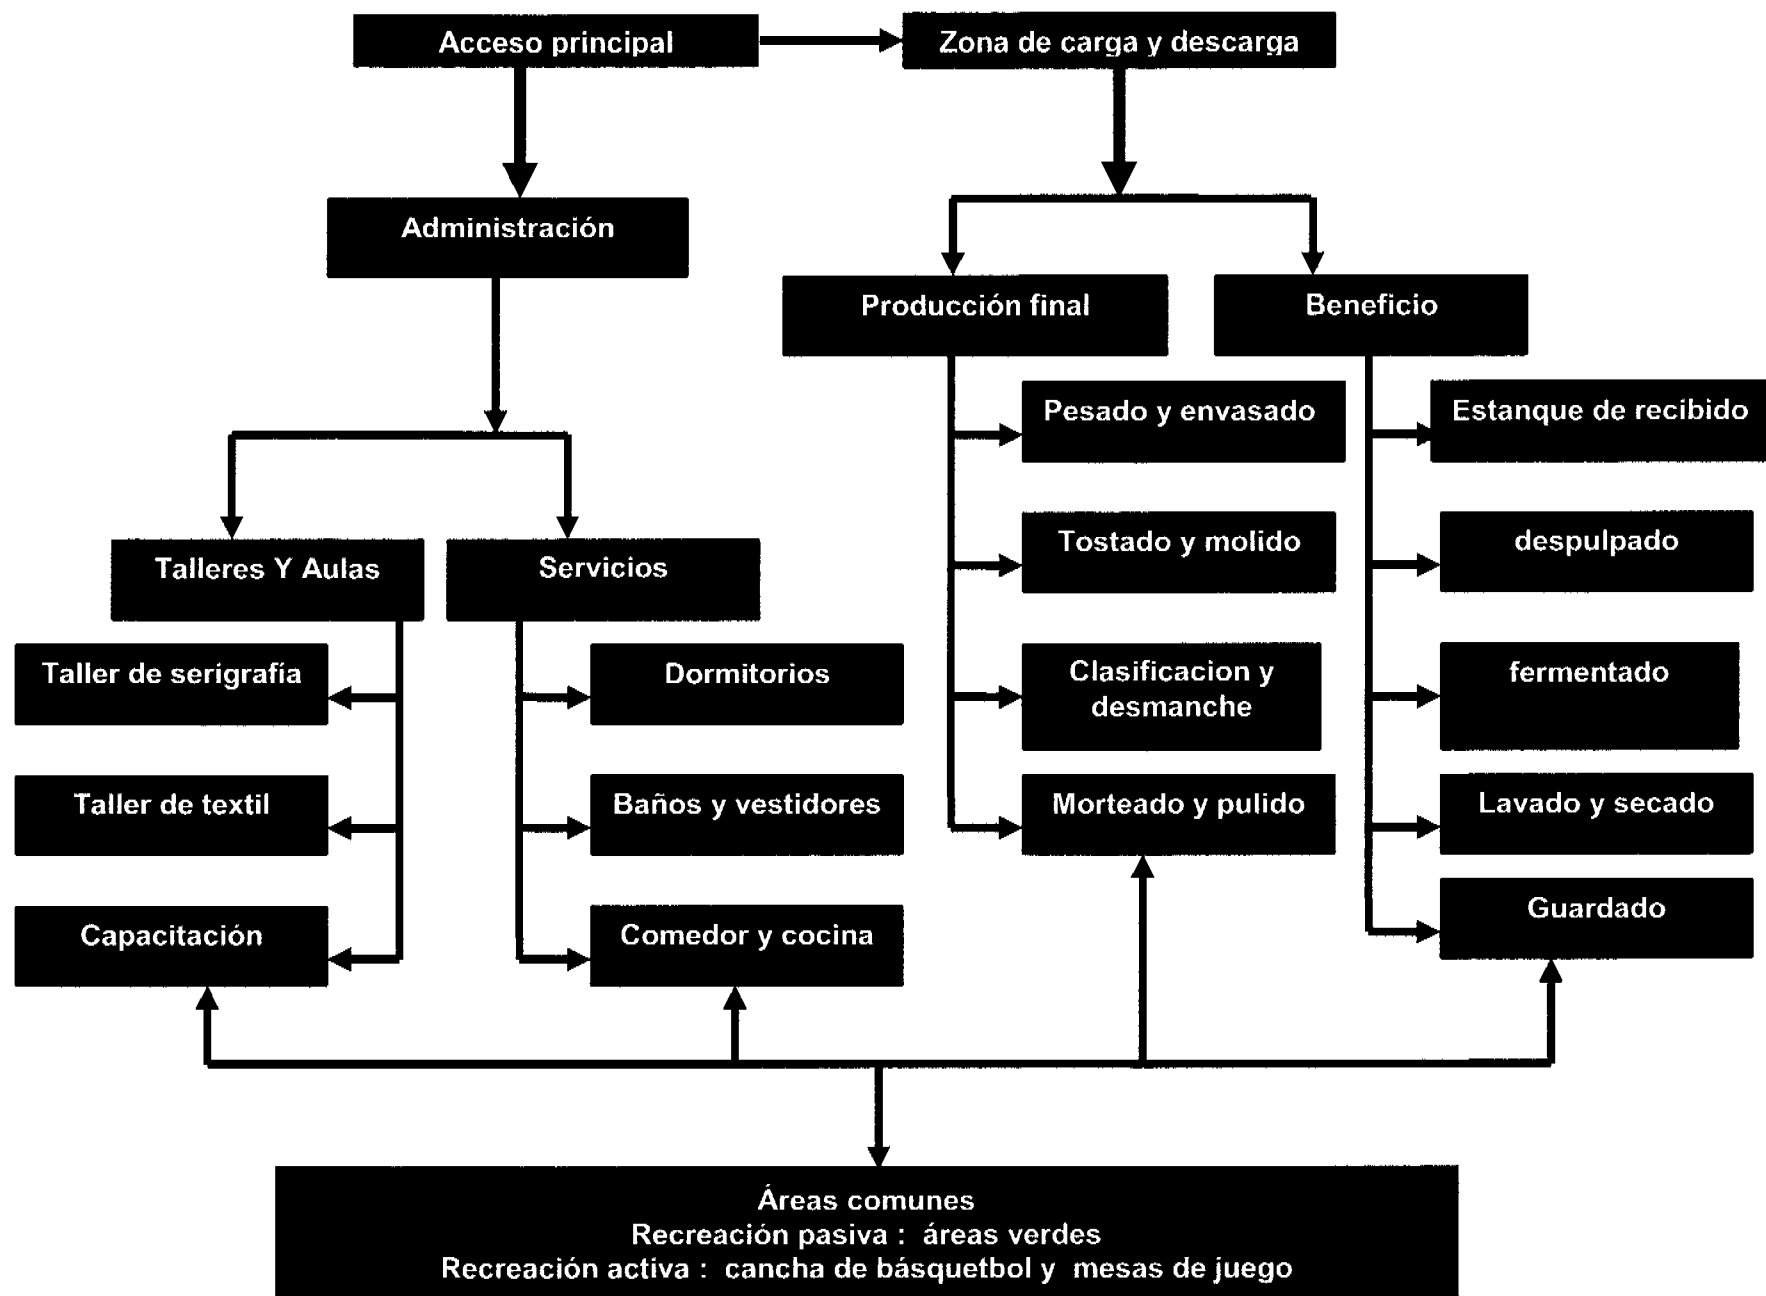 Acceso principal
Zona de carga y descarga
Administración
Producción final
Beneficio
Pesado y envasado
Estanque de recibido
Tostado y molido
despulpado
Talleres Y Aulas
Servicios
Taller de serigrafía
Dormitorios
Clasificacion y
desmanche
fermentado
Taller de textil
Baños y vestidores
Morteado y pulido
Lavado y secado
Capacitación
Comedor y cocina
Guardado
Áreas comunes
Recreación pasiva : áreas verdes
Recreación activa : cancha de básquetbol y mesas de juego